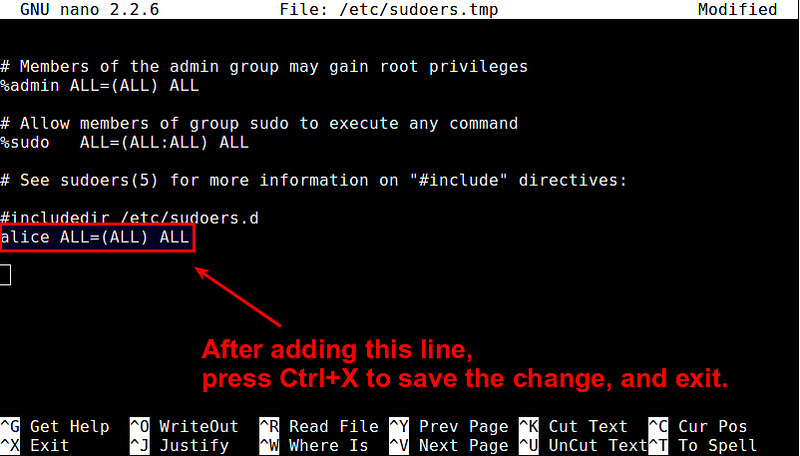 GNU nano 2.2.6 File: /etc/sudoers.tmp Modified
# Members of the admin group may gain root privileges
%admin ALL=(ALL) ALL
# Allow members of group sudo to execute any command
%sudo ALL=(ALL:ALL) ALL
# See sudoers(5) for more information on "#include" directives:
#includedir /etc/sudoers.d
alice ALL=(ALL) ALL
After adding this line,
press Ctrl+X to save the change, and exit.
^G Get Help ^O WriteOut ^R Read File ^Y Prev Page ^K Cut Text ^C Cur Pos
^X Exit ^J Justify ^W Where Is ^V Next Page ^U UnCut Text ^T To Spell